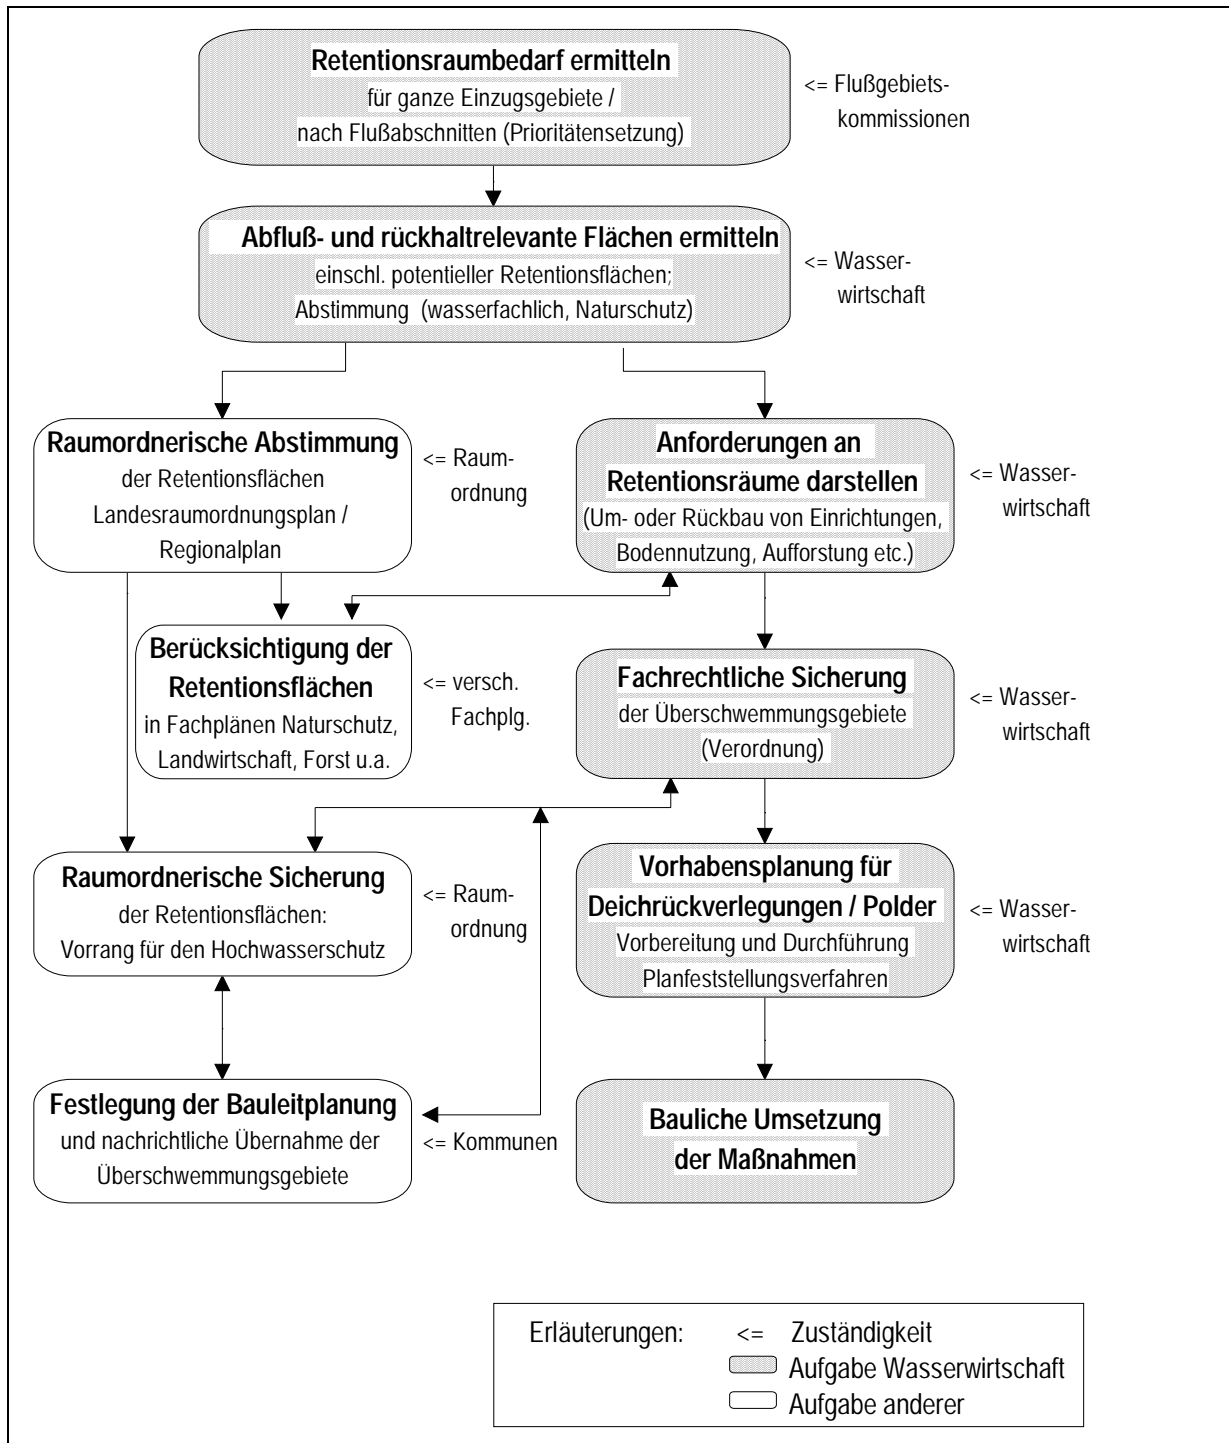 Retentionsraumbedarf ermitteln
für ganze Einzugsgebiete /
nach Flußabschnitten (Prioritätensetzung)
<= Flußgebiets-
kommissionen
Abfluß- und rückhaltrelevante Flächen ermitteln
einschl. potentieller Retentionsflächen;
Abstimmung (wasserfachlich, Naturschutz)
<= Wasser-
wirtschaft
Raumordnerische Abstimmung
der Retentionsflächen
Landesraumordnungsplan /
Regionalplan
<= Raum-
ordnung
Anforderungen an
Retentionsräume darstellen
(Um- oder Rückbau von Einrichtungen,
Bodennutzung, Aufforstung etc.)
<= Wasser-
wirtschaft
Berücksichtigung der
Retentionsflächen
in Fachplänen Naturschutz,
Landwirtschaft, Forst u.a.
<= versch.
Fachplg.
Fachrechtliche Sicherung
der Überschwemmungsgebiete
(Verordnung)
<= Wasser-
wirtschaft
Raumordnerische Sicherung
der Retentionsflächen:
Vorrang für den Hochwasserschutz
<= Raum-
ordnung
Vorhabensplanung für
Deichrückverlegungen / Polder
Vorbereitung und Durchführung
Planfeststellungsverfahren
<= Wasser-
wirtschaft
Festlegung der Bauleitplanung
und nachrichtliche Übernahme der
Überschwemmungsgebiete
<= Kommunen
Bauliche Umsetzung
der Maßnahmen
Erläuterungen: <= Zuständigkeit
Aufgabe Wasserwirtschaft
Aufgabe anderer